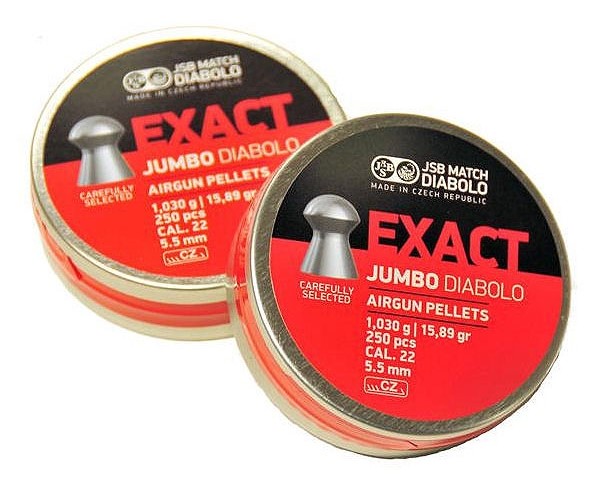 JSB MATCH
DIABOLO
MADE IN CZECH REPUBLIC
EXACT
JUMBO DIABOLO
CAREFULLY
SELECTED
AIRGUN PELLETS
1,030 g | 15,89 gr
250 pcs
CAL. 22
5.5 mm
CZ
JSB
JSB MATCH
DIABOLO
MADE IN CZECH REPUBLIC
EXACT
JUMBO DIABOLO
CAREFULLY
SELECTED
AIRGUN PELLETS
1,030 g | 15,89 gr
250 pcs
CAL. 22
5.5 mm
CZ